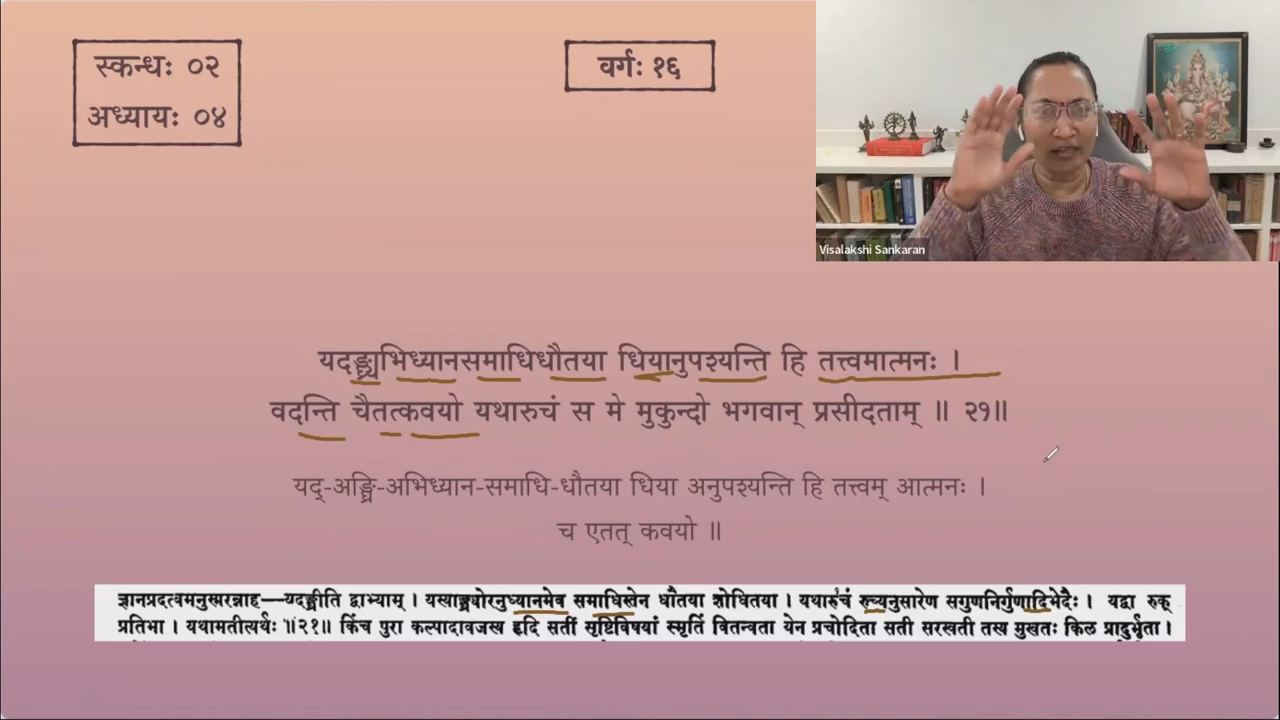 स्कन्धः ०२
अध्यायः ०४
वर्गः १६
Visalakshi Sankaran
यदङ्घ्र्यभिध्यानसमाधिधौतया धियानुपश्यन्ति हि तत्त्वमात्मनः ।
वदन्ति चैतत्कवयो यथारुचं स मे मुकुन्दो भगवान् प्रसीदताम् ॥ २१॥
यद्-अङ्घ्रि-अभिध्यान-समाधि-धौतया धिया अनुपश्यन्ति हि तत्त्वम् आत्मनः ।
च एतत् कवयो ॥
ज्ञानप्रदत्वमनुस्मरन्नाह—यदङ्घ्रीति द्वाभ्याम् । यस्याङ्घ्र्योरनुध्यानमेव समाधिस्तेन धौतया शोधितया । यथारुचं रुच्यनुसारेण सगुणनिर्गुणादिभेदैः । यद्वा रुक्
प्रतिभा । यथामतीत्यर्थः ॥२१॥ किंच पुरा कल्पादावजस्य हृदि सतीं सृष्टिविषयां स्मृतिं वितन्वता येन प्रचोदिता सती सरस्वती तस्य मुखतः किल प्रादुर्भूता ।